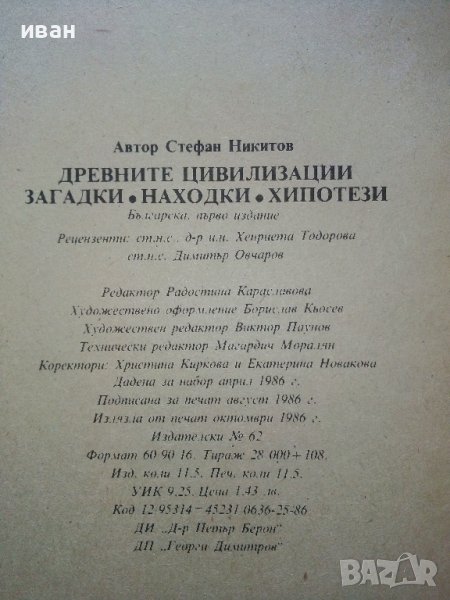 иван
Автор Стефан Никитов
ДРЕВНИТЕ ЦИВИЛИЗАЦИИ
ЗАГАДКИ • НАХОДКИ • ХИПОТЕЗИ
Българска, първо издание
Рецензенти: ст.н.с. д-р и.н. Хенриета Тодорова
ст.н.с. Димитър Овчаров
Редактор Радостина Караславова
Художествено оформление Борислав Кьосев
Художествен редактор Виктор Паунов
Технически редактор Магардич Моралчи
Коректори: Христина Киркова и Екатерина Новакова
Дадена за набор април 1986 г.
Подписана за печат август 1986 г.
Излязла от печат октомври 1986 г.
Издателски № 62
Формат 60 90 16. Тираж 28 000 + 108.
Изд. коли 11.5. Печ. коли 11.5.
УИК 9.25. Цена 1.43 лв.
Код 12 95314-45231 0636-25-86
ДИ „Д-р Петър Берон"
ДП „Георги Димитров"
BAZAR